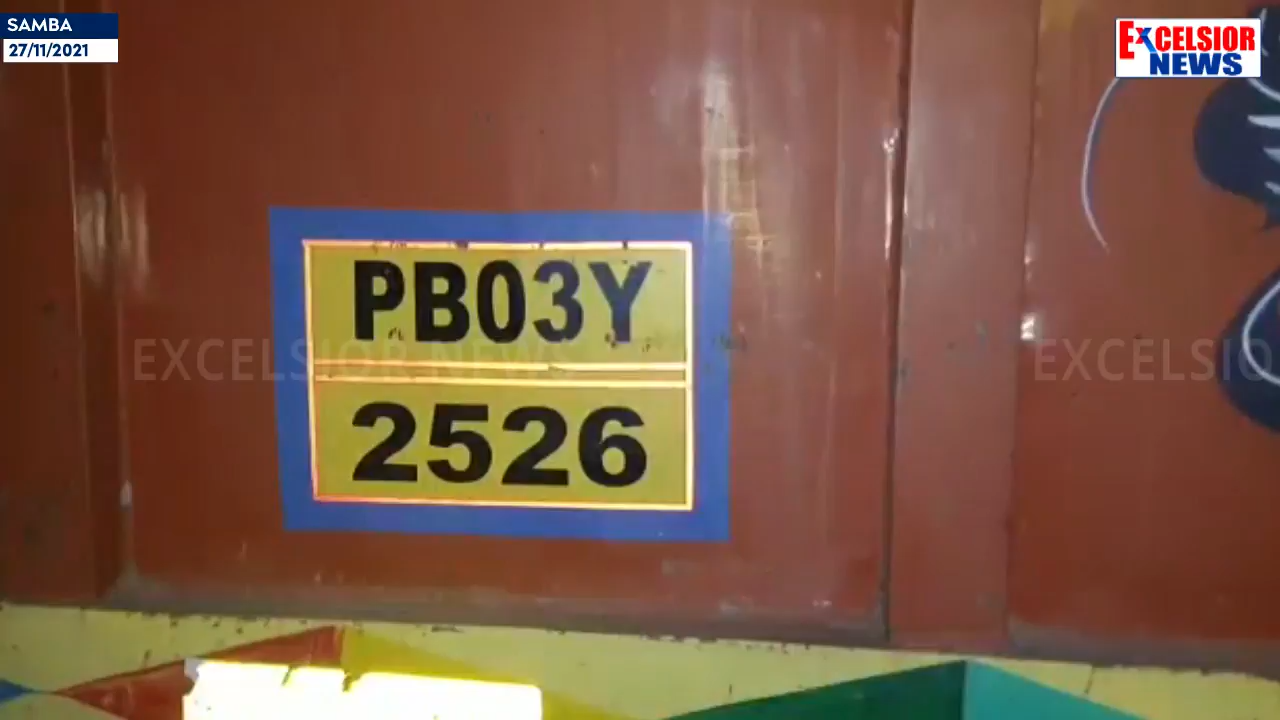 SAMBA
27/11/2021
EXCELSIOR
NEWS
PB03Y
EXCELSIOR NEWS
EXCELSIO
2526